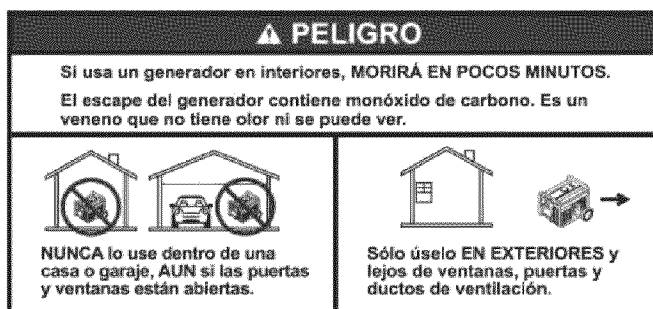 PELIGRO
Si usa un generador en interiores, MORIRÁ EN POCOS MINUTOS.
El escape del generador contiene monóxido de carbono. Es un
veneno que no tiene olor ni se puede ver.
NUNCA lo use dentro de una
casa o garaje, AUN si las puertas
y ventanas están abiertas.
Sólo úselo EN EXTERIORES y
lejos de ventanas, puertas y
ductos de ventilación.